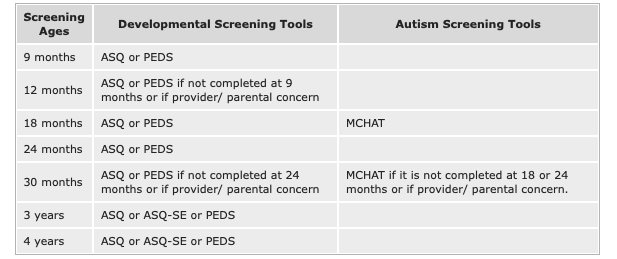 Screening Ages Developmental Screening Tools Autism Screening Tools
9 months ASQ or PEDS
12 months ASQ or PEDS if not completed at 9
months or if provider/ parental concern
18 months ASQ or PEDS MCHAT
24 months ASQ or PEDS
30 months ASQ or PEDS if not completed at 24
months or if provider/ parental concern
MCHAT if it is not completed at 18 or 24
months or if provider/ parental concern.
3 years ASQ or ASQ-SE or PEDS
4 years ASQ or ASQ-SE or PEDS